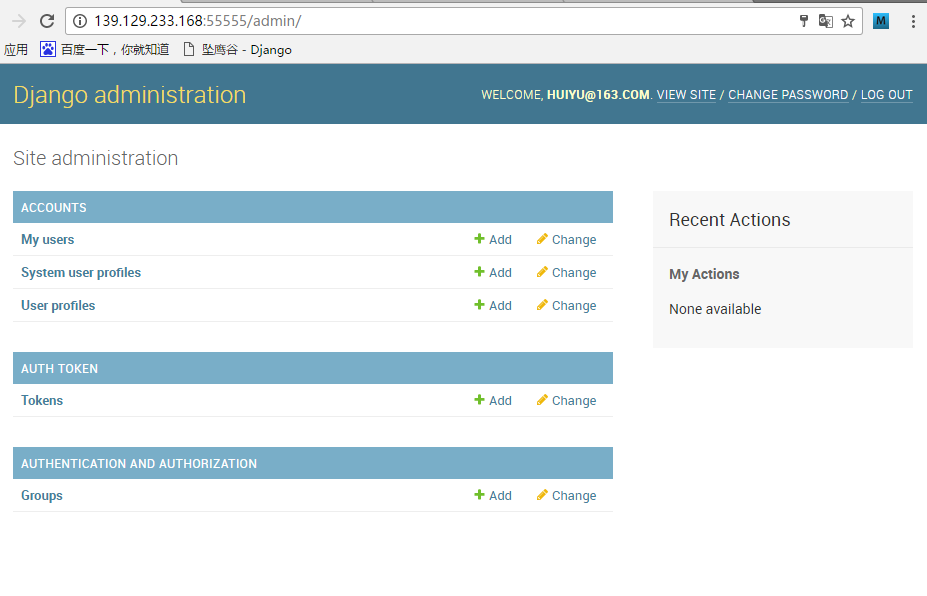 139.129.233.168:55555/admin/
M
应用 百度一下，你就知道 坠鹰谷 - Django
Django administration
WELCOME, HUIYU@163.COM. VIEW SITE / CHANGE PASSWORD / LOG OUT
Site administration
ACCOUNTS
My users Add Change
System user profiles Add Change
User profiles Add Change
AUTH TOKEN
Tokens Add Change
AUTHENTICATION AND AUTHORIZATION
Groups Add Change
Recent Actions
My Actions
None available